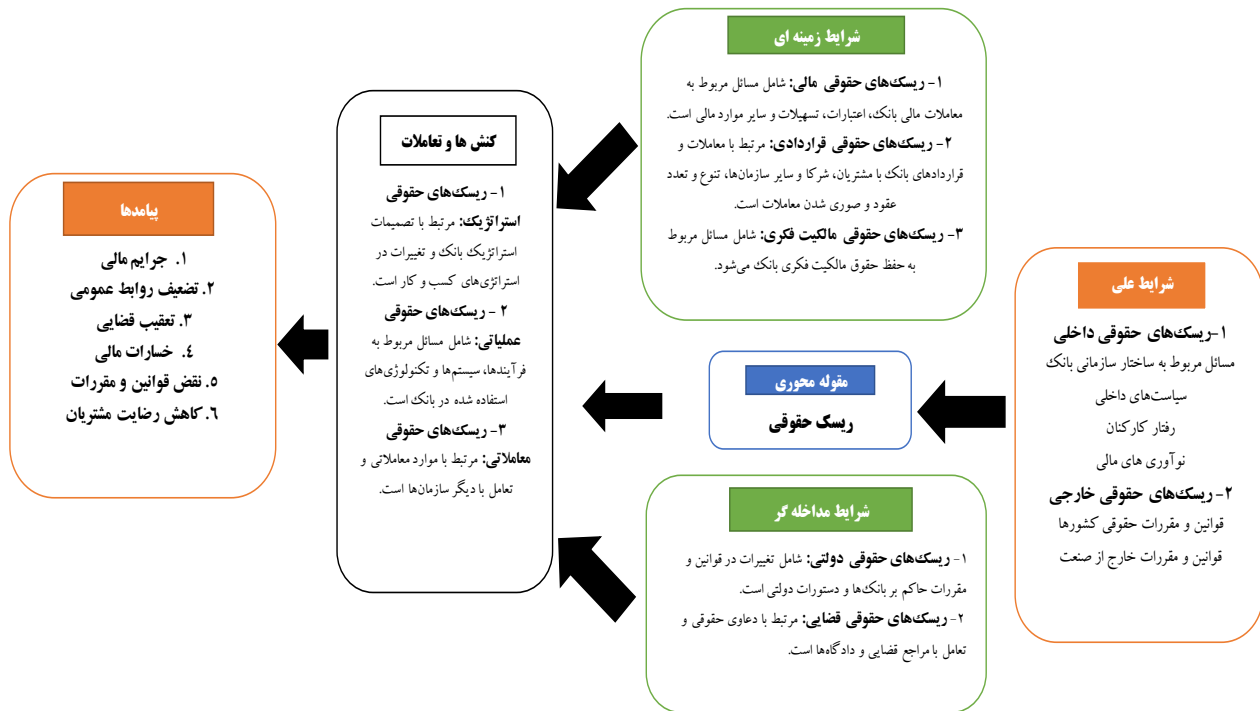 شرایط علی
۱-ریسک‌های حقوقی داخلی
مسائل مربوط به ساختار سازمانی بانک
سیاست‌های داخلی
رفتار کارکنان
نوآوری های مالی
۲-ریسک‌های حقوقی خارجی
قوانین و مقررات حقوقی کشورها
قوانین و مقررات خارج از صنعت
شرایط زمینه ای
۱- ریسک‌های حقوقی مالی: شامل مسائل مربوط به
معاملات مالی بانک، اعتبارات، تسهیلات و سایر موارد مالی است.
۲- ریسک‌های حقوقی قراردادی: مرتبط با معاملات و
قراردادهای بانک با مشتریان، شرکا و سایر سازمان‌ها، تنوع و تعدد
عقود و صوری شدن معاملات است.
۳- ریسک‌های حقوقی مالکیت فکری: شامل مسائل مربوط
به حفظ حقوق مالکیت فکری بانک می‌شود.
مقوله محوری
ریسک حقوقی
شرایط مداخله گر
۱- ریسک‌های حقوقی دولتی: شامل تغییرات در قوانین و
مقررات حاکم بر بانک‌ها و دستورات دولتی است.
۲- ریسک‌های حقوقی قضایی: مرتبط با دعاوی حقوقی و
تعامل با مراجع قضایی و دادگاه‌ها است.
کنش ها و تعاملات
۱- ریسک‌های حقوقی
استراتژیک: مرتبط با تصمیمات
استراتژیک بانک و تغییرات در
استراتژی‌های کسب و کار است.
۲ - ریسک‌های حقوقی
عملیاتی: شامل مسائل مربوط به
فرآیندها، سیستم‌ها و تکنولوژی‌های
استفاده شده در بانک است.
۳- ریسک‌های حقوقی
معاملاتی: مرتبط با موارد معاملاتی و
تعامل با دیگر سازمان‌ها است.
پیامدها
۱. جرایم مالی
۲. تضعیف روابط عمومی
۳. تعقیب قضایی
٤. خسارات مالی
۵. نقض قوانین و مقررات
٦. کاهش رضایت مشتریان